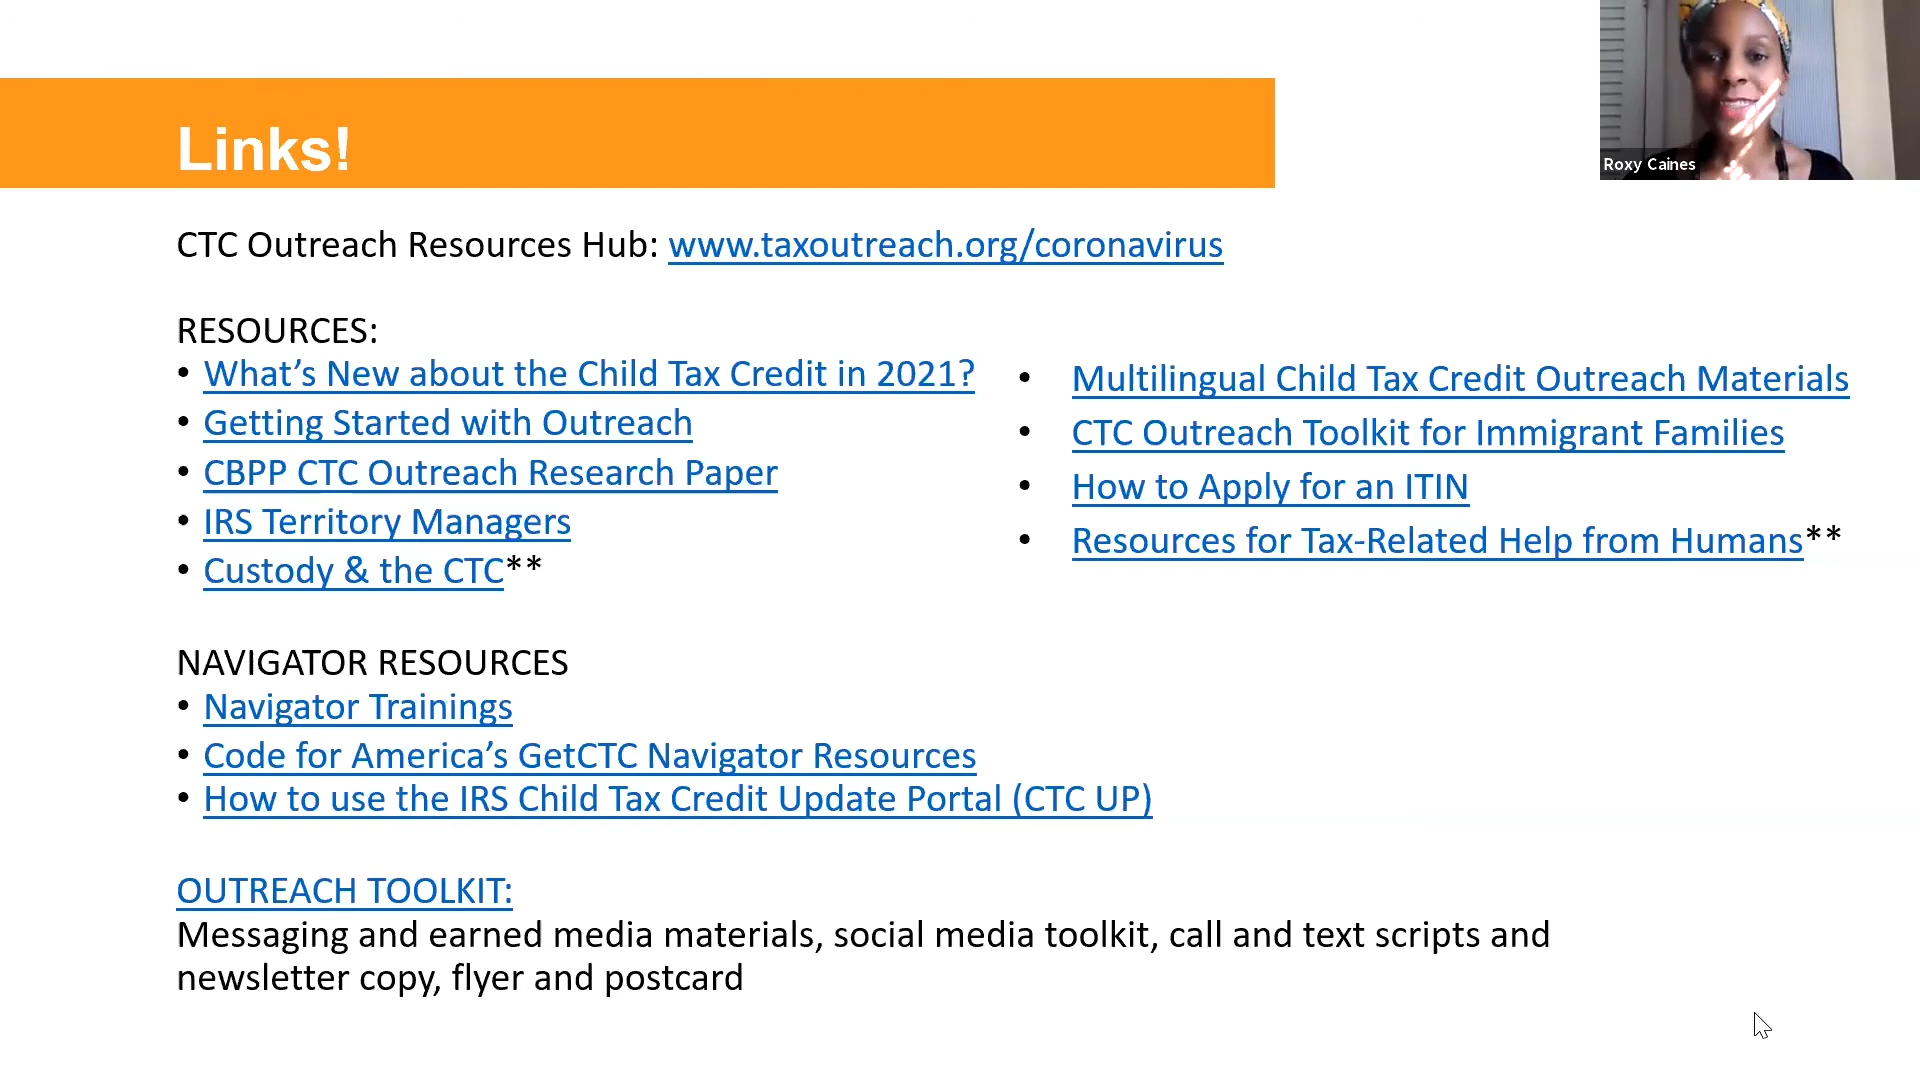 Links!
Roxy Caines
CTC Outreach Resources Hub: www.taxoutreach.org/coronavirus
RESOURCES:
• What’s New about the Child Tax Credit in 2021?
• Getting Started with Outreach
• CBPP CTC Outreach Research Paper
• IRS Territory Managers
• Custody & the CTC**
• Multilingual Child Tax Credit Outreach Materials
• CTC Outreach Toolkit for Immigrant Families
• How to Apply for an ITIN
• Resources for Tax-Related Help from Humans**
NAVIGATOR RESOURCES
• Navigator Trainings
• Code for America’s GetCTC Navigator Resources
• How to use the IRS Child Tax Credit Update Portal (CTC UP)
OUTREACH TOOLKIT:
Messaging and earned media materials, social media toolkit, call and text scripts and
newsletter copy, flyer and postcard